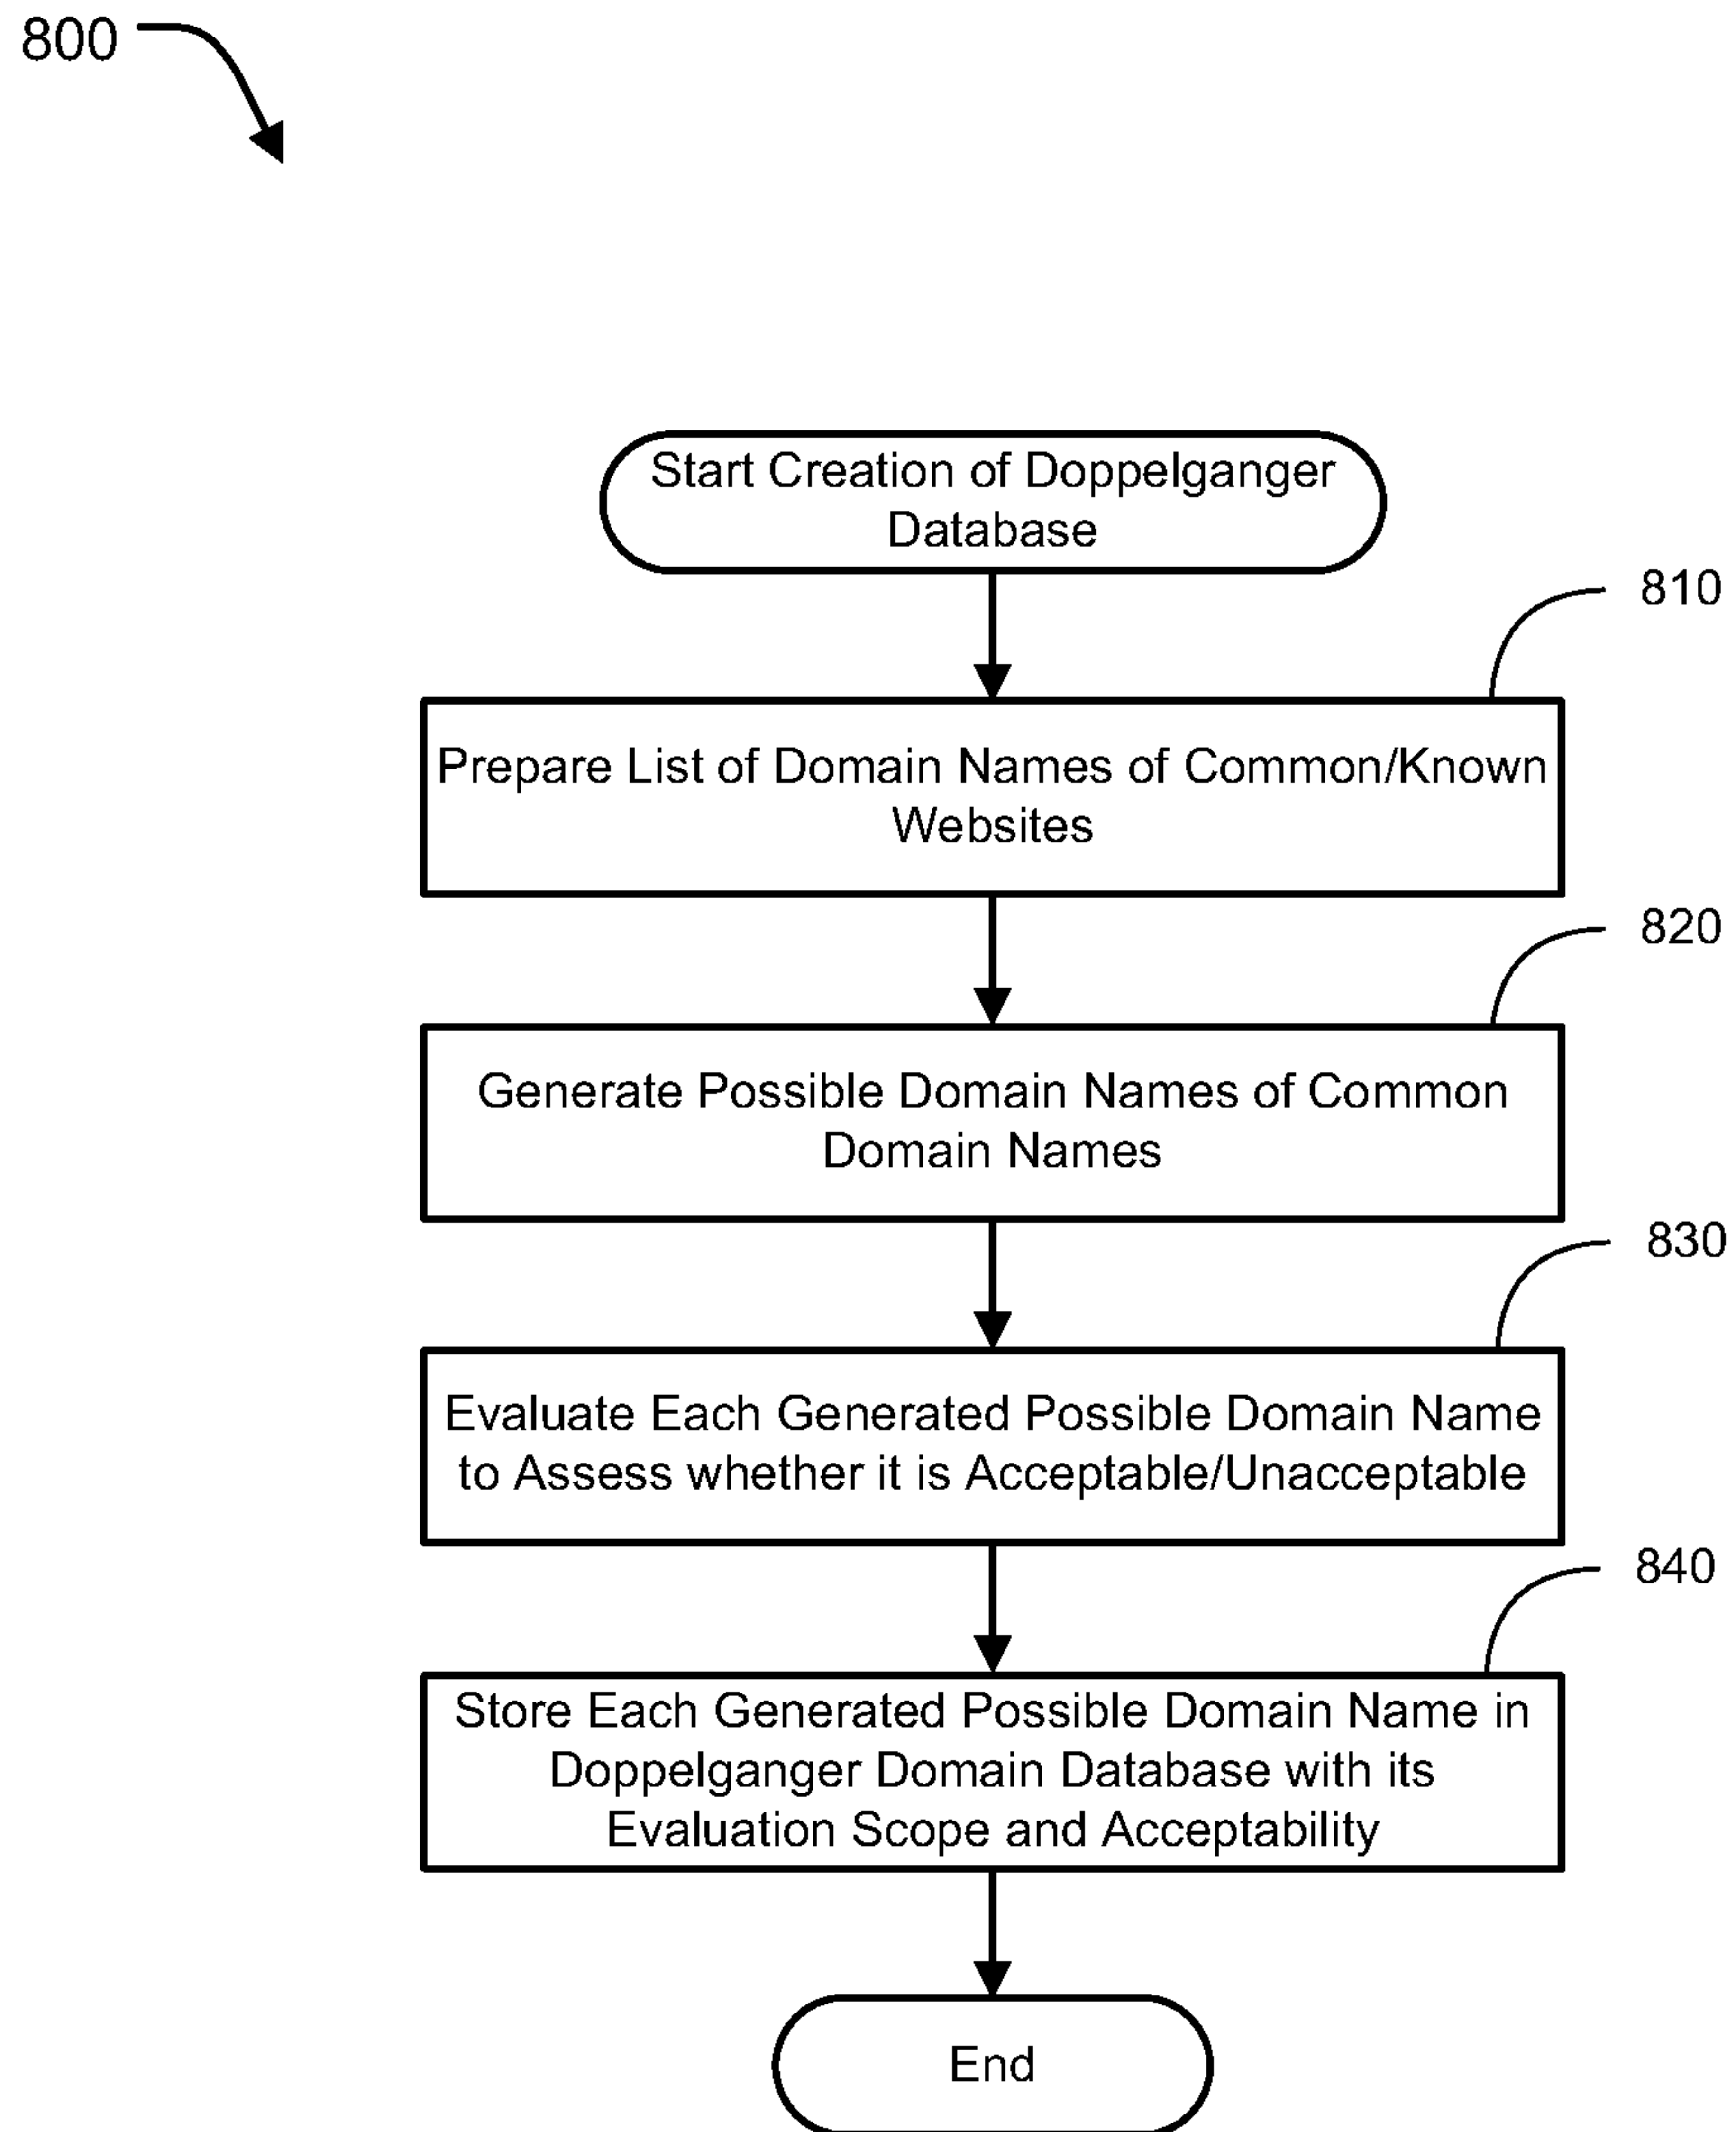 800
Start Creation of Doppelganger
Database
810
Prepare List of Domain Names of Common/Known
Websites
820
Generate Possible Domain Names of Common
Domain Names
830
Evaluate Each Generated Possible Domain Name
to Assess whether it is Acceptable/Unacceptable
840
Store Each Generated Possible Domain Name in
Doppelganger Domain Database with its
Evaluation Scope and Acceptability
End